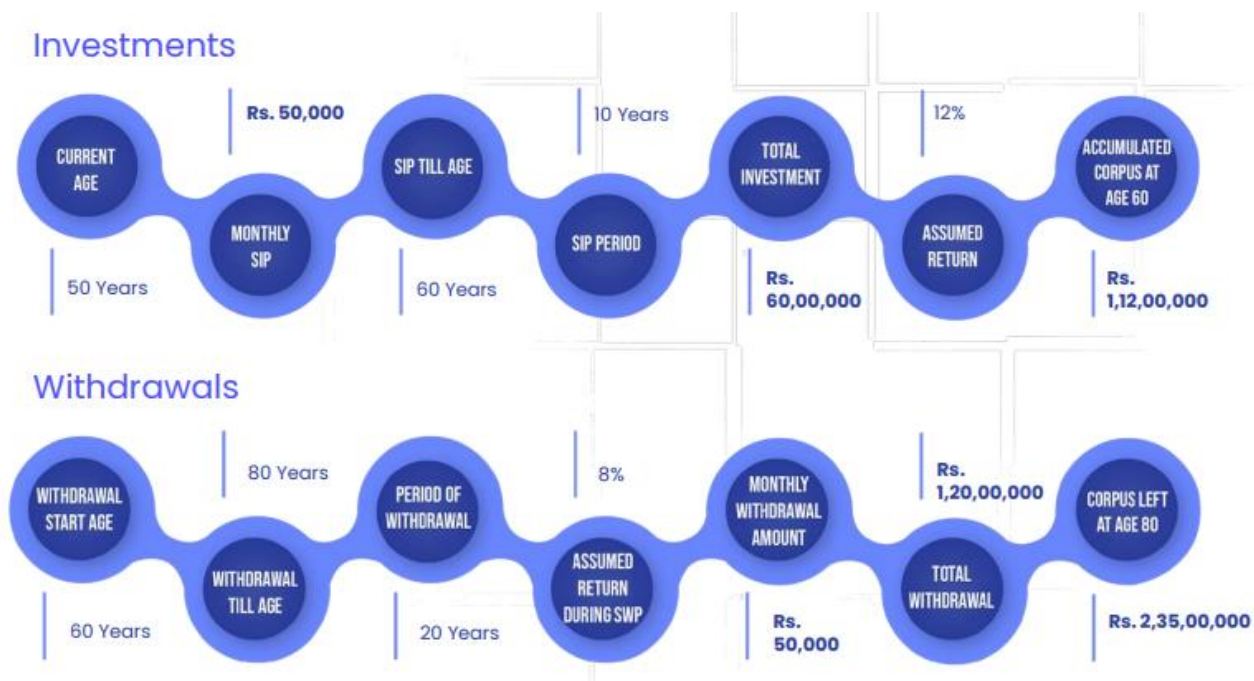 Investments
CURRENT
AGE
50 Years
Rs. 50,000
MONTHLY
SIP
SIP TILL AGE
60 Years
10 Years
SIP PERIOD
TOTAL
INVESTMENT
Rs.
60,00,000
12%
ASSUMED
RETURN
ACCUMULATED
CORPUS AT
AGE 60
Rs.
1,12,00,000
Withdrawals
WITHDRAWAL
START AGE
60 Years
80 Years
WITHDRAWAL
TILL AGE
PERIOD OF
WITHDRAWAL
20 Years
8%
ASSUMED
RETURN
DURING SWP
MONTHLY
WITHDRAWAL
AMOUNT
Rs.
50,000
Rs.
1,20,00,000
TOTAL
WITHDRAWAL
CORPUS LEFT
AT AGE 80
Rs. 2,35,00,000